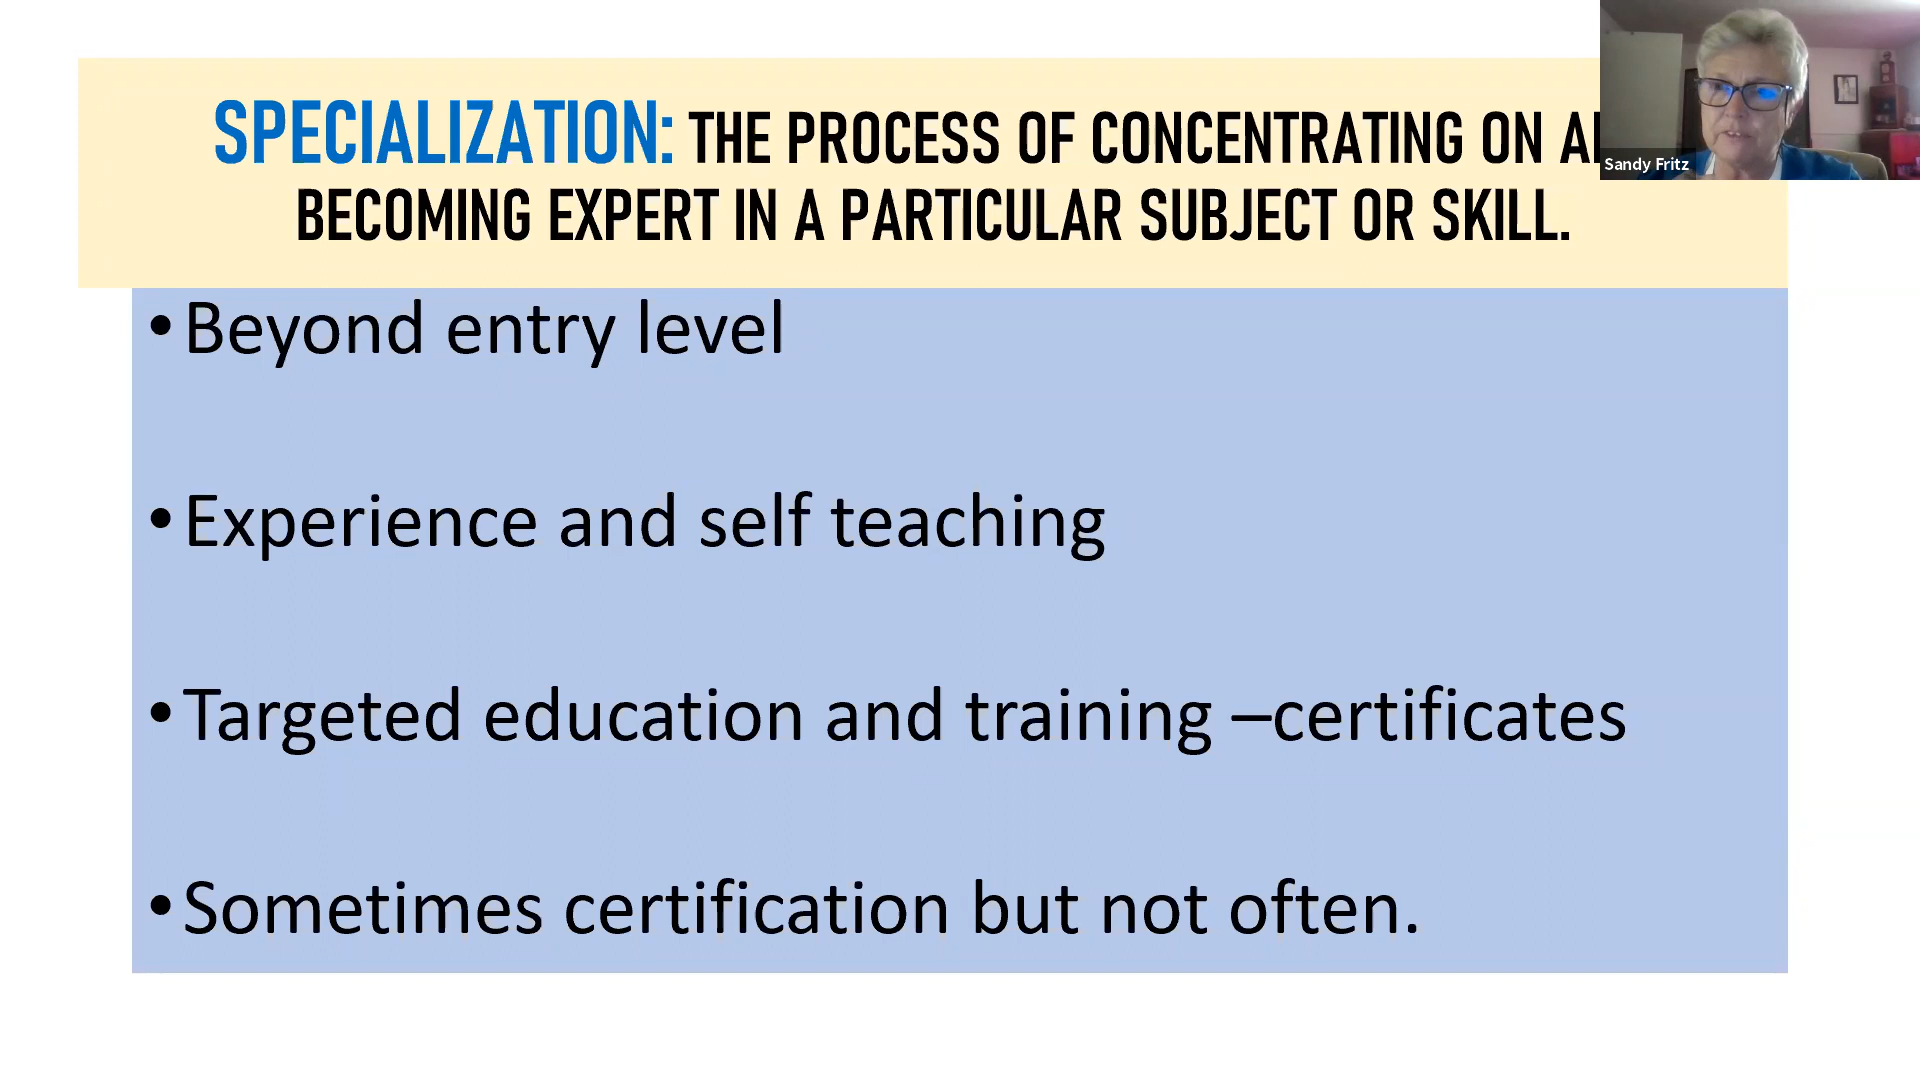 SPECIALIZATION: THE PROCESS OF CONCENTRATING ON
BECOMING EXPERT IN A PARTICULAR SUBJECT OR SKILL.
• Beyond entry level
• Experience and self teaching
• Targeted education and training –certificates
• Sometimes certification but not often.
Sandy Fritz